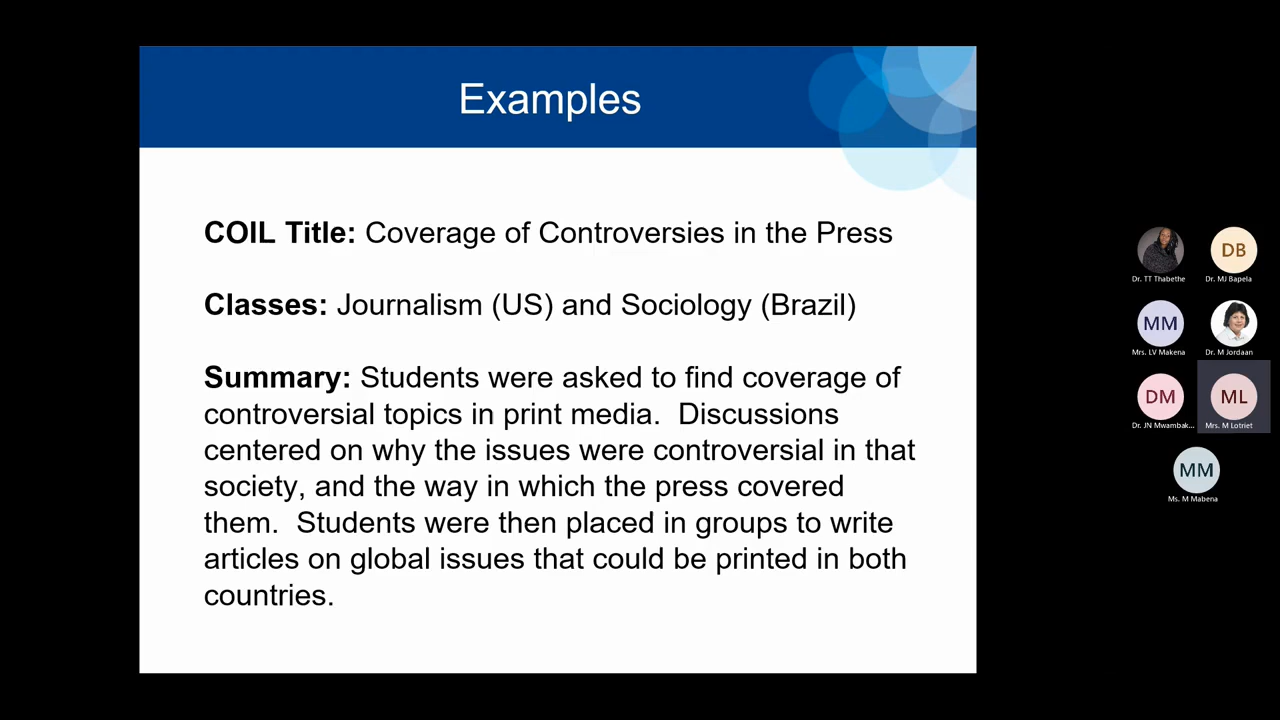 Examples
COIL Title: Coverage of Controversies in the Press
Classes: Journalism (US) and Sociology (Brazil)
Summary: Students were asked to find coverage of
controversial topics in print media.  Discussions
centered on why the issues were controversial in that
society, and the way in which the press covered
them.  Students were then placed in groups to write
articles on global issues that could be printed in both
countries.
DB
Dr. TT Thabethe
Dr. MJ Bapela
MM
Mrs. LV Makena
Dr. M Jordaan
DM
ML
Dr. JN Mwambak...
Mrs. M Lotriet
MM
Ms. M Mabena